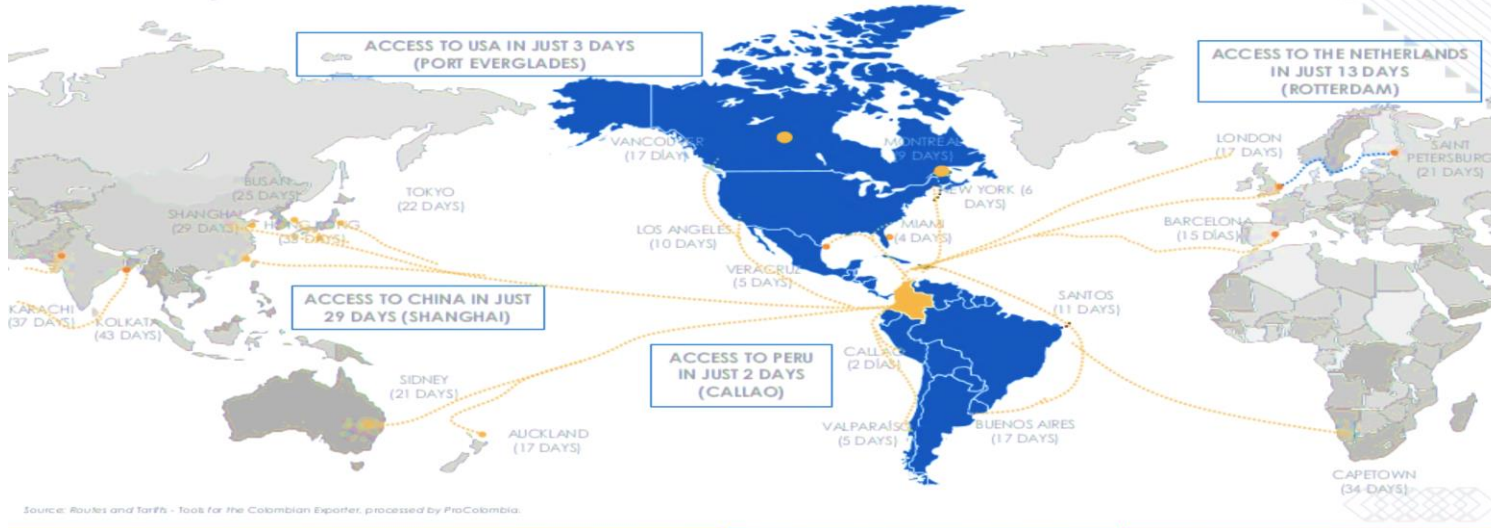 ACCESS TO USA IN JUST 3 DAYS
(PORT EVERGLADES)
ACCESS TO THE NETHERLANDS
IN JUST 13 DAYS
(ROTTERDAM)
VANCOUVER
(17 DÍAY)
MONTREAL
(9 DAYS)
LONDON
(17 DAYS)
SAINT
PETERSBURG
(21 DAYS)
BUSAN
(25 DAYS)
TOKYO
(22 DAYS)
NEW YORK (6
DAYS)
SHANGHAI
(29 DAYS)
HONG KONG
LOS ANGELES
(10 DAYS)
MIAMI
(4 DAYS)
BARCELONA
(15 DÍAS)
VERACRUZ
(5 DAYS)
ACCESS TO CHINA IN JUST
29 DAYS (SHANGHAI)
SANTOS
(11 DAYS)
KARACHI
(37 DAYS)
KOLKATA
(43 DAYS)
ACCESS TO PERU
IN JUST 2 DAYS
(CALLAO)
CALLAO
(2 DÍAS)
SIDNEY
(21 DAYS)
AUCKLAND
(17 DAYS)
VALPARAÍSO
(5 DAYS)
BUENOS AIRES
(17 DAYS)
CAPETOWN
(34 DAYS)
Source: Routes and Tariffs - Tools for the Colombian Exporter, processed by ProColombia.